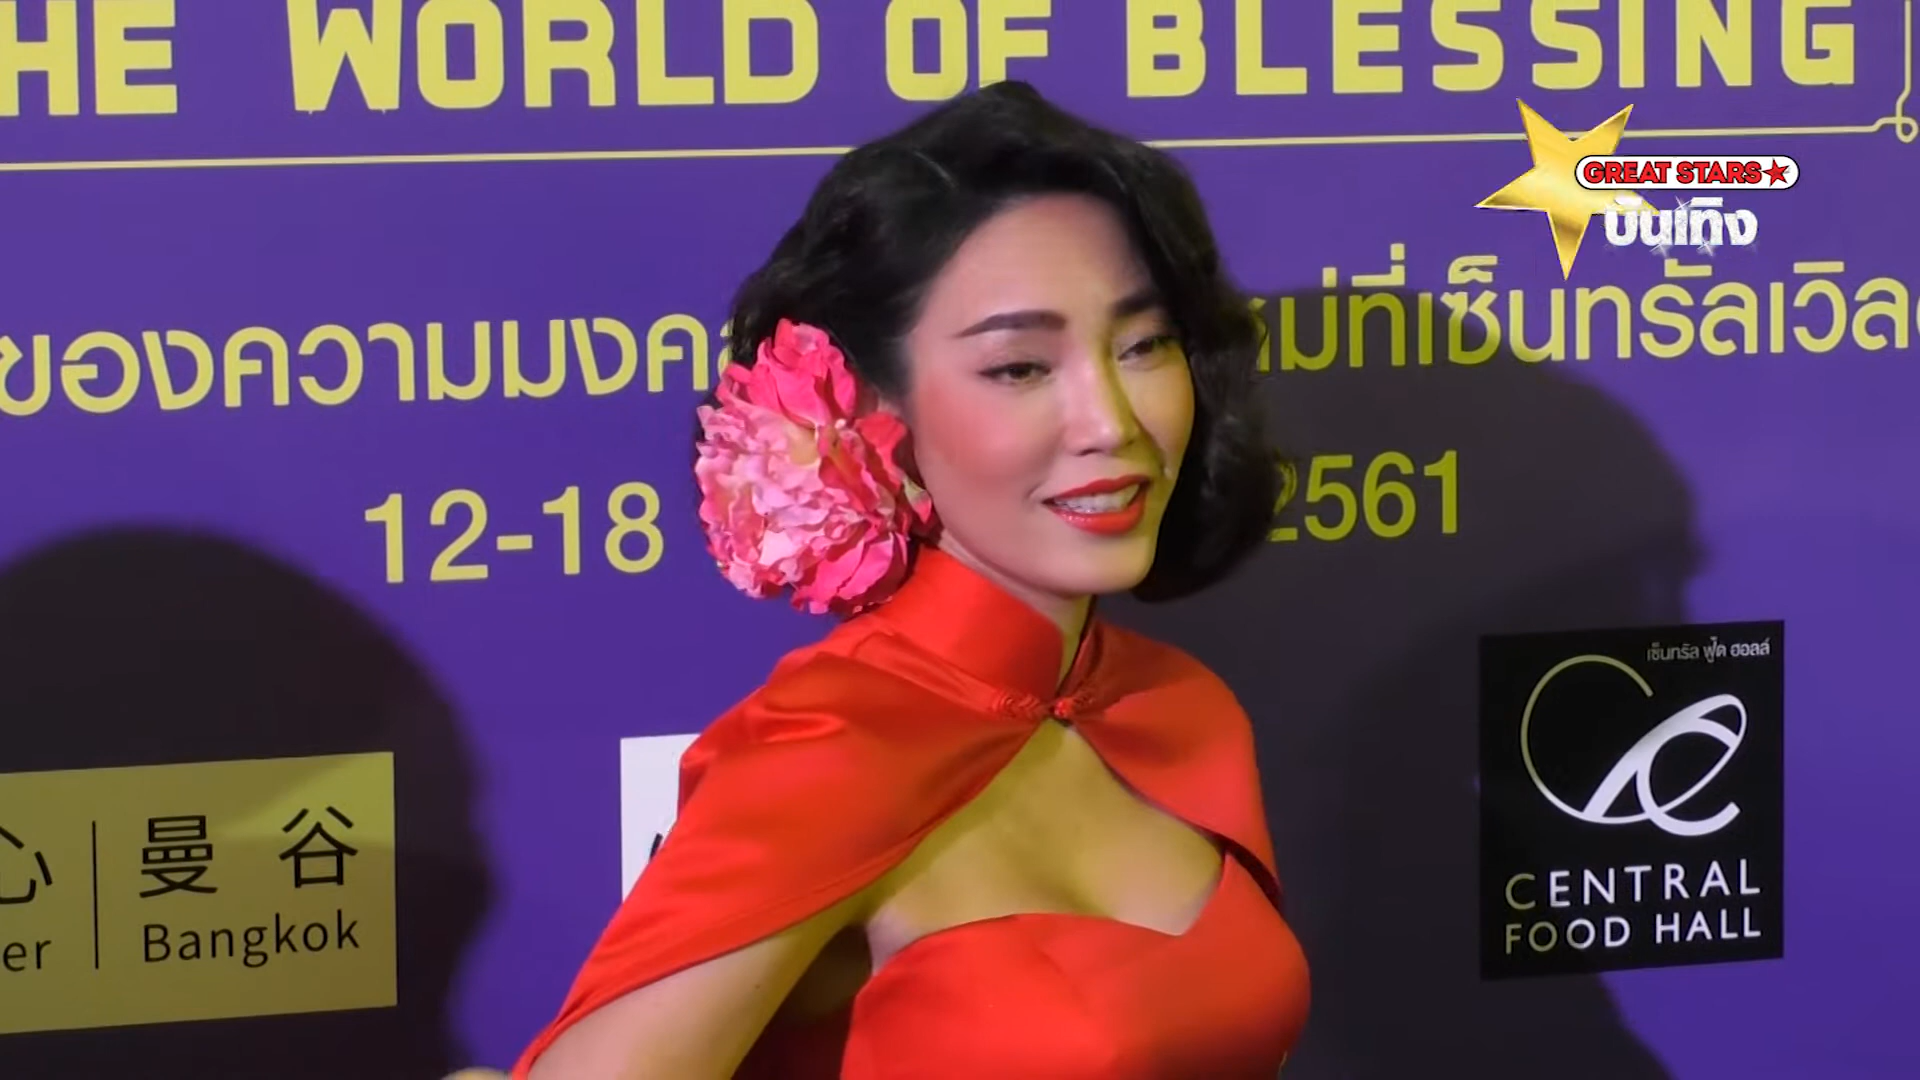 HE WORLD OF BLESSING
GREAT STARS
บันเทิง
ของความมงคล
ใหม่ที่เซ็นทรัลเวิล
12-18
2561
心
er
曼谷
Bangkok
เซ็นทรัล ฟู้ด ฮอลล์
CENTRAL
FOOD HALL